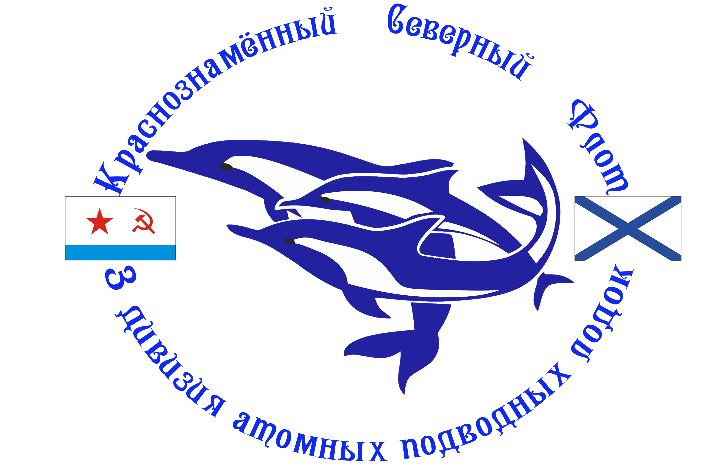 Краснознамённый Северный Флот
3 дивизия атомных подводных лодок